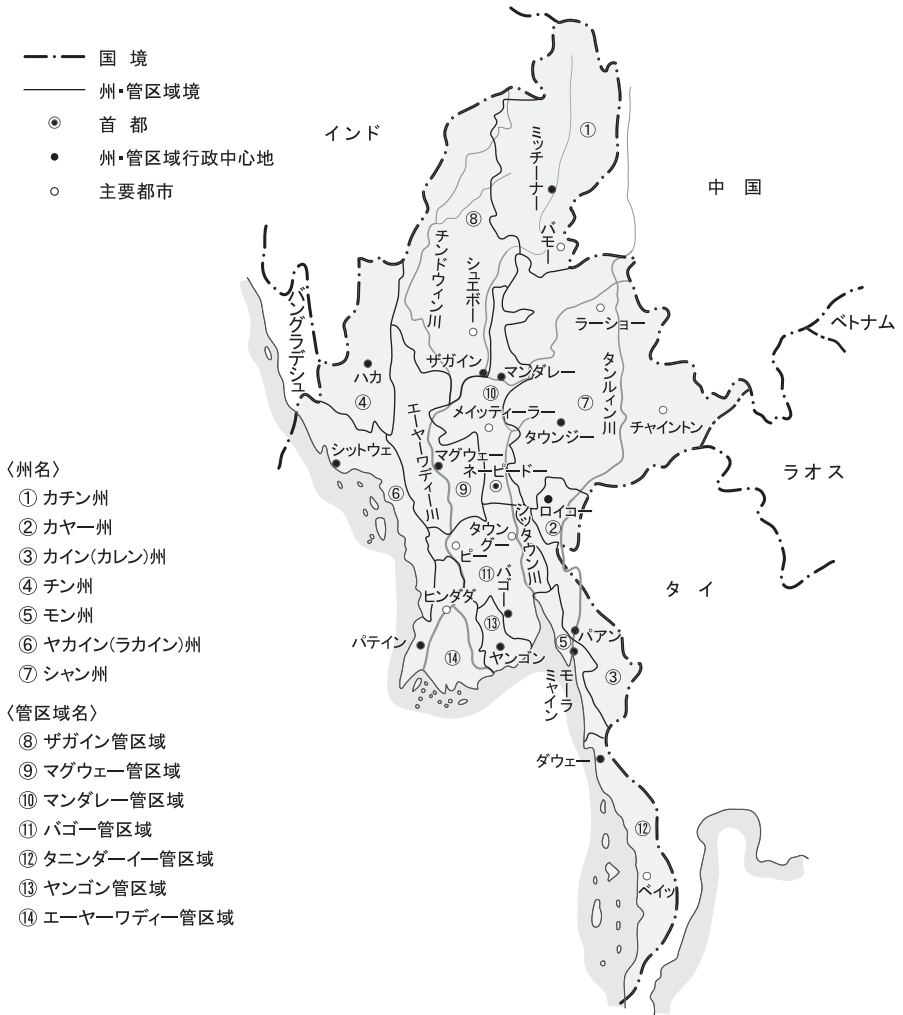 国 境
州・管区域境
首 都
州・管区域行政中心地
主要都市
インド
中 国
ベトナム
バングラデシュ
ラオス
タ イ
ミッチーナー
①
バモー
⑧
チンドウィン川
シュエボー
ラーショー
タンルィン川
ハカ
④
ザガイン
マンダレー
⑩
⑦
メイッティーラー
タウンジー
チャイントン
エーヤーワディー川
シットウェ
マグウェー
ネーピードー
⑨
⑥
ロイコー
②
シッタウン川
タウン
グー
ピー
⑪
バゴー
ヒンダダ
⑬
パテイン
ヤンゴン
⑭
⑤
パアン
モーラ
ミャイン
③
ダウェー
⑫
ベイッ
〈州名〉
① カチン州
② カヤー州
③ カイン(カレン)州
④ チン州
⑤ モン州
⑥ ヤカイン(ラカイン)州
⑦ シャン州
〈管区域名〉
⑧ ザガイン管区域
⑨ マグウェー管区域
⑩ マンダレー管区域
⑪ バゴー管区域
⑫ タニンダーイー管区域
⑬ ヤンゴン管区域
⑭ エーヤーワディー管区域